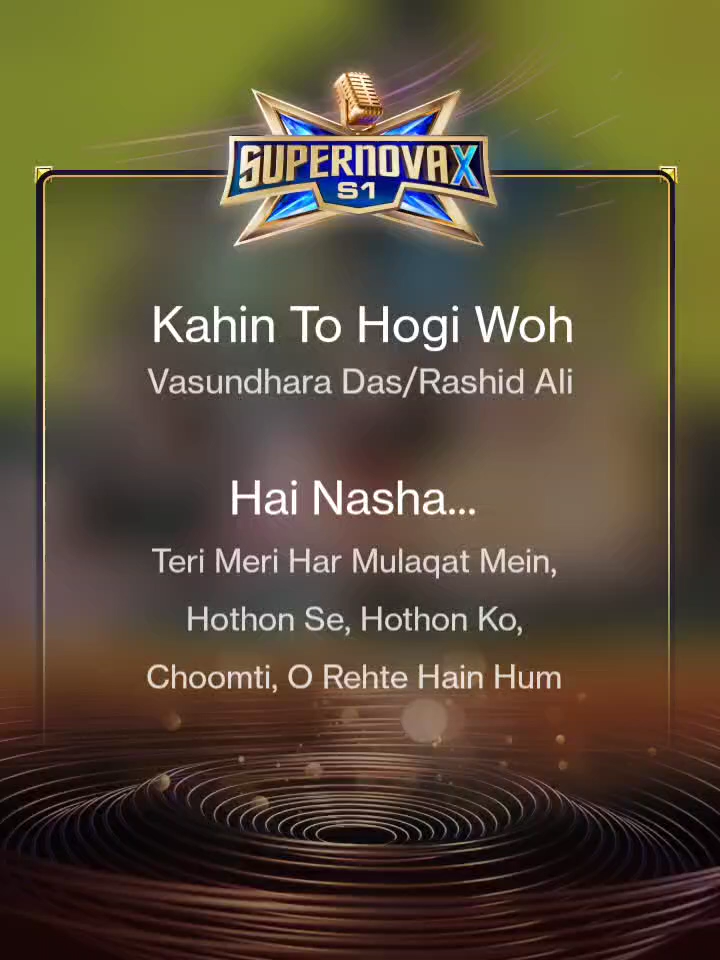 SUPERNOVA X
S1
Kahin To Hogi Woh
Vasundhara Das/Rashid Ali
Hai Nasha...
Teri Meri Har Mulaqat Mein,
Hothon Se, Hothon Ko,
Choomti, O Rehte Hain Hum